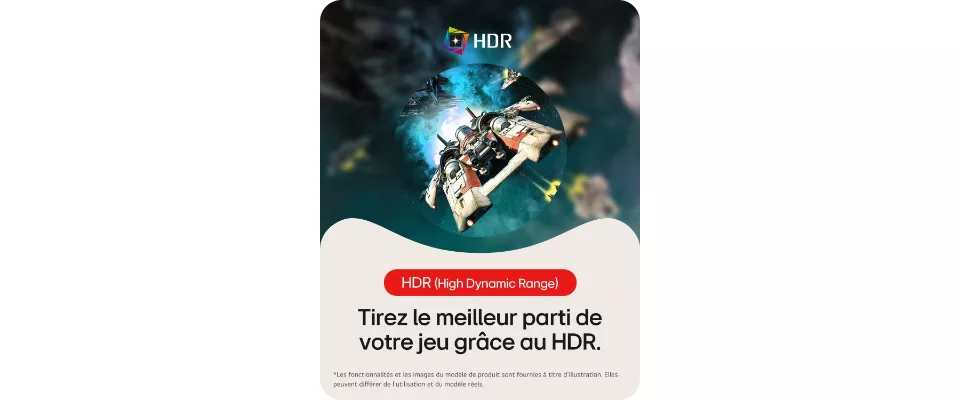 HDR
HDR (High Dynamic Range)
Tirez le meilleur parti de
votre jeu grâce au HDR.
*Les fonctionnalités et les images du modèle de produit sont fournies à titre d'illustration. Elles
peuvent différer de l'utilisation et du modèle réels.